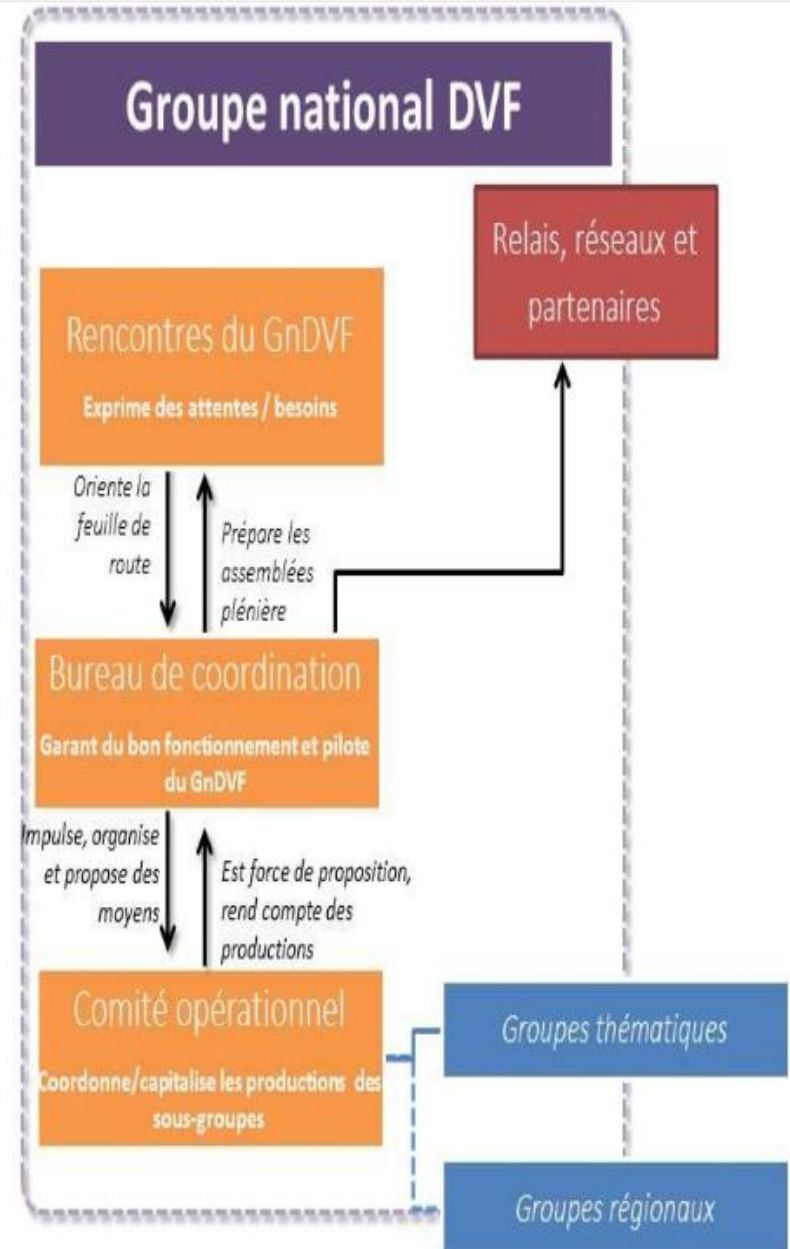 Groupe national DVF
Relais, réseaux et
partenaires
Rencontres du GnDVF
Exprime des attentes / besoins
Oriente la
feuille de
route
Prépare les
assemblées
plénière
Bureau de coordination
Garant du bon fonctionnement et pilote
du GnDVF
Impulse, organise
et propose des
moyens
Est force de proposition,
rend compte des
productions
Comité opérationnel
Coordonne/capitalise les productions des
sous-groupes
Groupes thématiques
Groupes régionaux